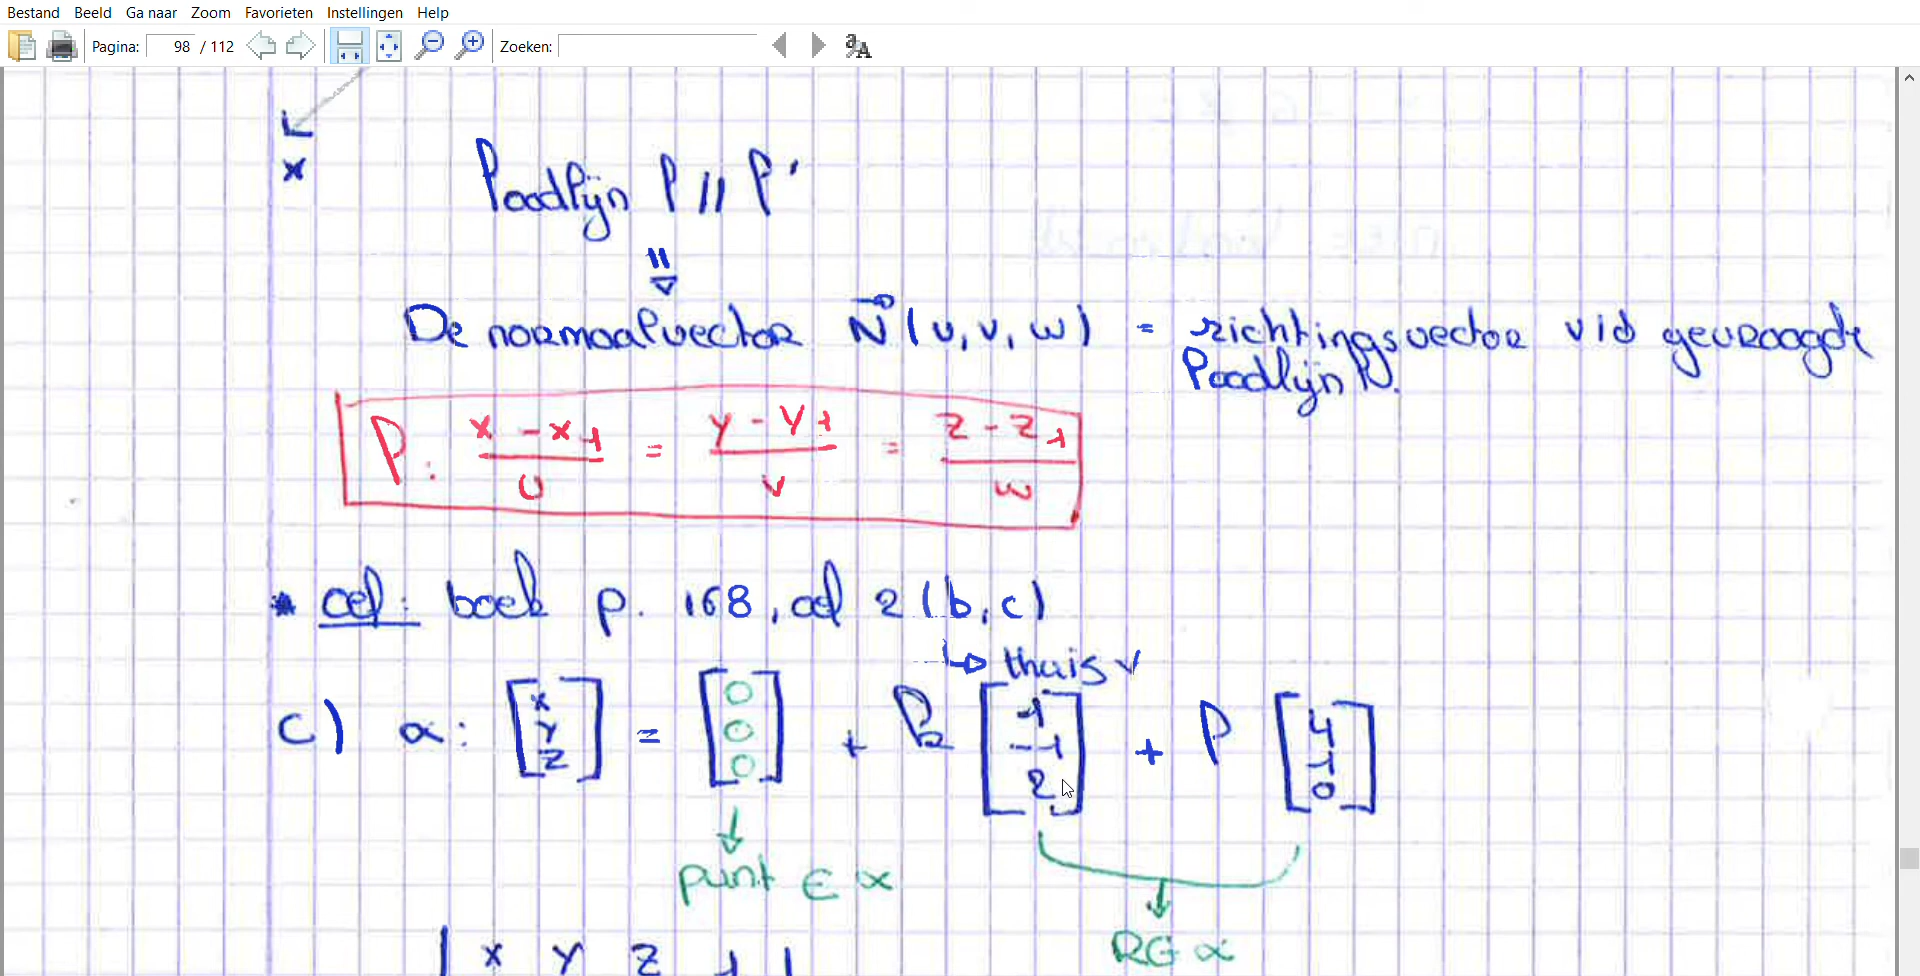 Bestand Beeld Ga naar Zoom Favorieten Instellingen Help
Pagina: 98 / 112 Zoeken:
x
Loodlijn l // l'
⇓
De normaalvector N⃗ (u, v, w) = richtingsvector v/d gevraagde
loodlijn l.
l: x - x1 / u = y - y1 / v = z - z1 / w
* oef: boek p. 168, oef 2 (b, c)
↳ thuis v
c) α: [x y z] = [0 0 0] + k [1 -1 2] + l [4 1 0]
punt ∈ α
RG α
| x y z 1 |